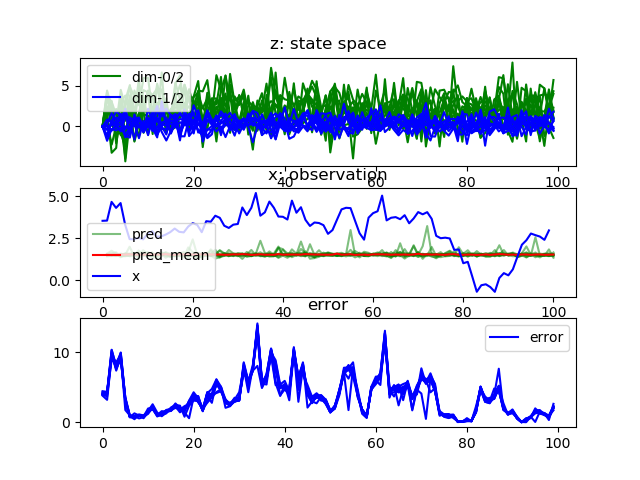 z: state space
5
0
dim-0/2
dim-1/2
0 20 40 60 80 100
x: observation
5.0
2.5
0.0
pred
pred_mean
x
0 20 40 60 80 100
error
10
0
error
0 20 40 60 80 100